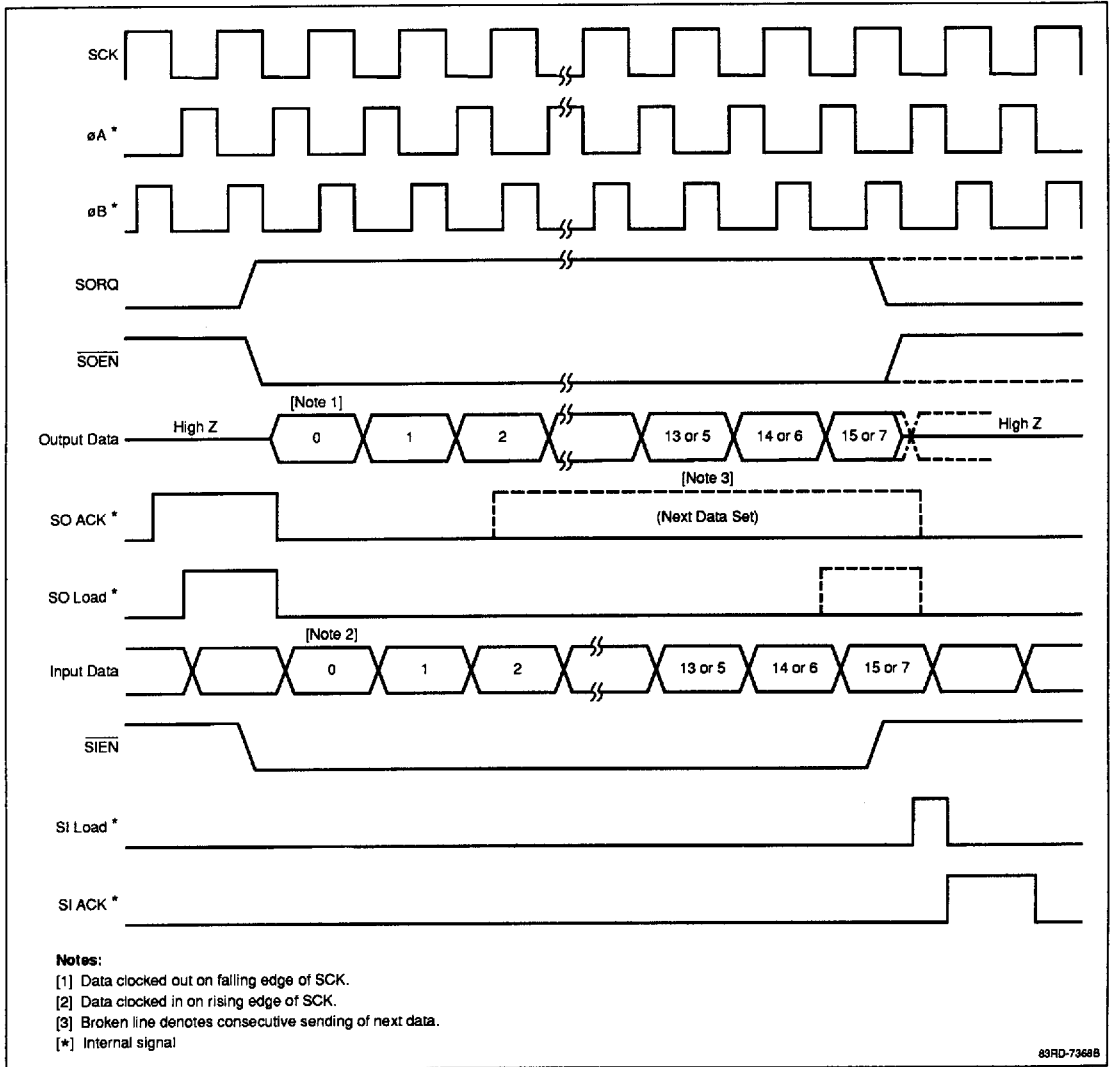 SCK
øA *
øB *
SORQ
SOEN
[Note 1]
Output Data High Z 0 1 2 13 or 5 14 or 6 15 or 7 High Z
[Note 3]
SO ACK * (Next Data Set)
SO Load *
[Note 2]
Input Data 0 1 2 13 or 5 14 or 6 15 or 7
SIEN
SI Load *
SI ACK *
Notes:
[1] Data clocked out on falling edge of SCK.
[2] Data clocked in on rising edge of SCK.
[3] Broken line denotes consecutive sending of next data.
[*] Internal signal
83RD-7368B